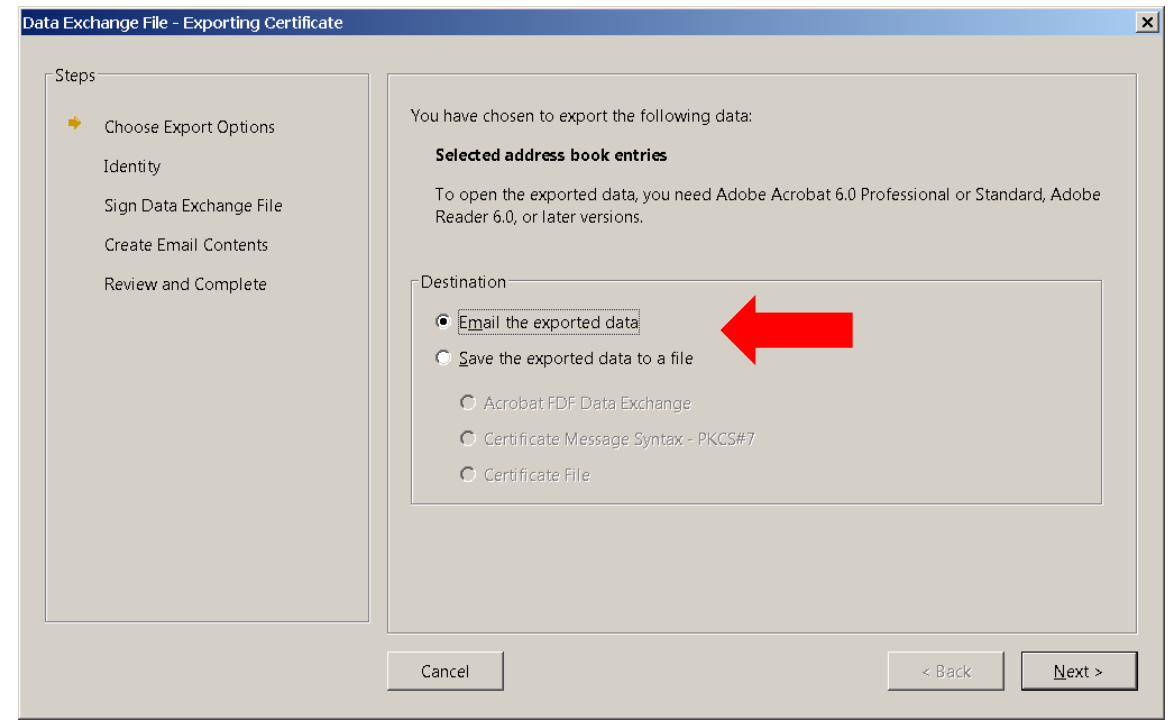 Data Exchange File - Exporting Certificate
Steps
Choose Export Options
Identity
Sign Data Exchange File
Create Email Contents
Review and Complete
You have chosen to export the following data:
Selected address book entries
To open the exported data, you need Adobe Acrobat 6.0 Professional or Standard, Adobe
Reader 6.0, or later versions.
Destination
Email the exported data
Save the exported data to a file
Acrobat FDF Data Exchange
Certificate Message Syntax - PKCS#7
Certificate File
Cancel
< Back
Next >